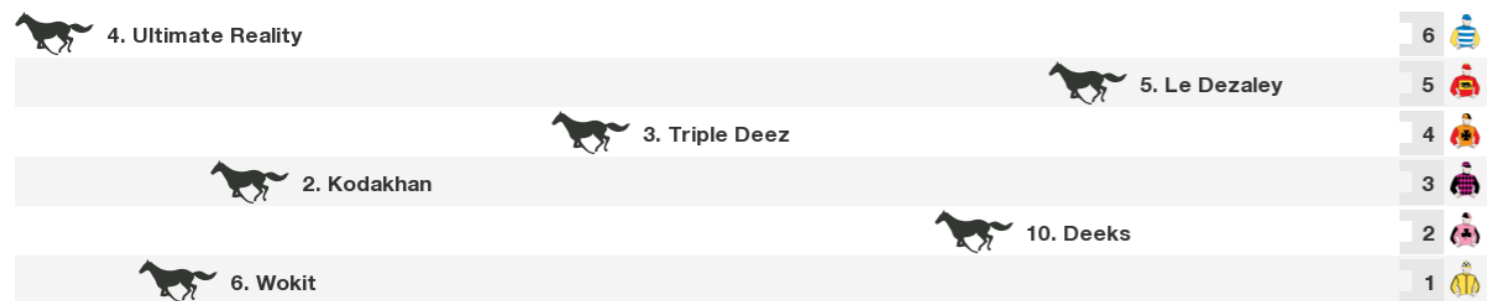 4. Ultimate Reality 6
5. Le Dezaley 5
3. Triple Deez 4
2. Kodakhan 3
10. Deeks 2
6. Wokit 1